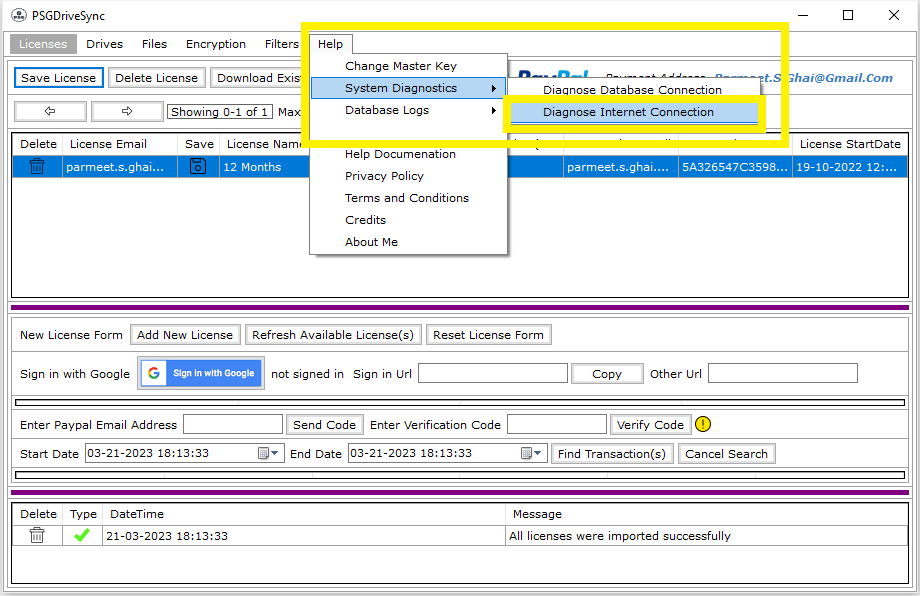 PSGDriveSync
Licenses Drives Files Encryption Filters Help
Change Master Key
System Diagnostics
Database Logs
Help Documenation
Privacy Policy
Terms and Conditions
Credits
About Me
Diagnose Database Connection
Diagnose Internet Connection
Save License Delete License Download Exis
PayPal Payment Address Parmeet.S.Ghai@Gmail.Com
Showing 0-1 of 1 Max
Delete License Email Save License Name License StartDate
parmeet.s.ghai... 12 Months parmeet.s.ghai.... 5A326547C3598... 19-10-2022 12:...
New License Form Add New License Refresh Available License(s) Reset License Form
Sign in with Google G Sign in with Google not signed in Sign in Url Copy Other Url
Enter Paypal Email Address Send Code Enter Verification Code Verify Code !
Start Date 03-21-2023 18:13:33 End Date 03-21-2023 18:13:33 Find Transaction(s) Cancel Search
Delete Type DateTime Message
21-03-2023 18:13:33 All licenses were imported successfully